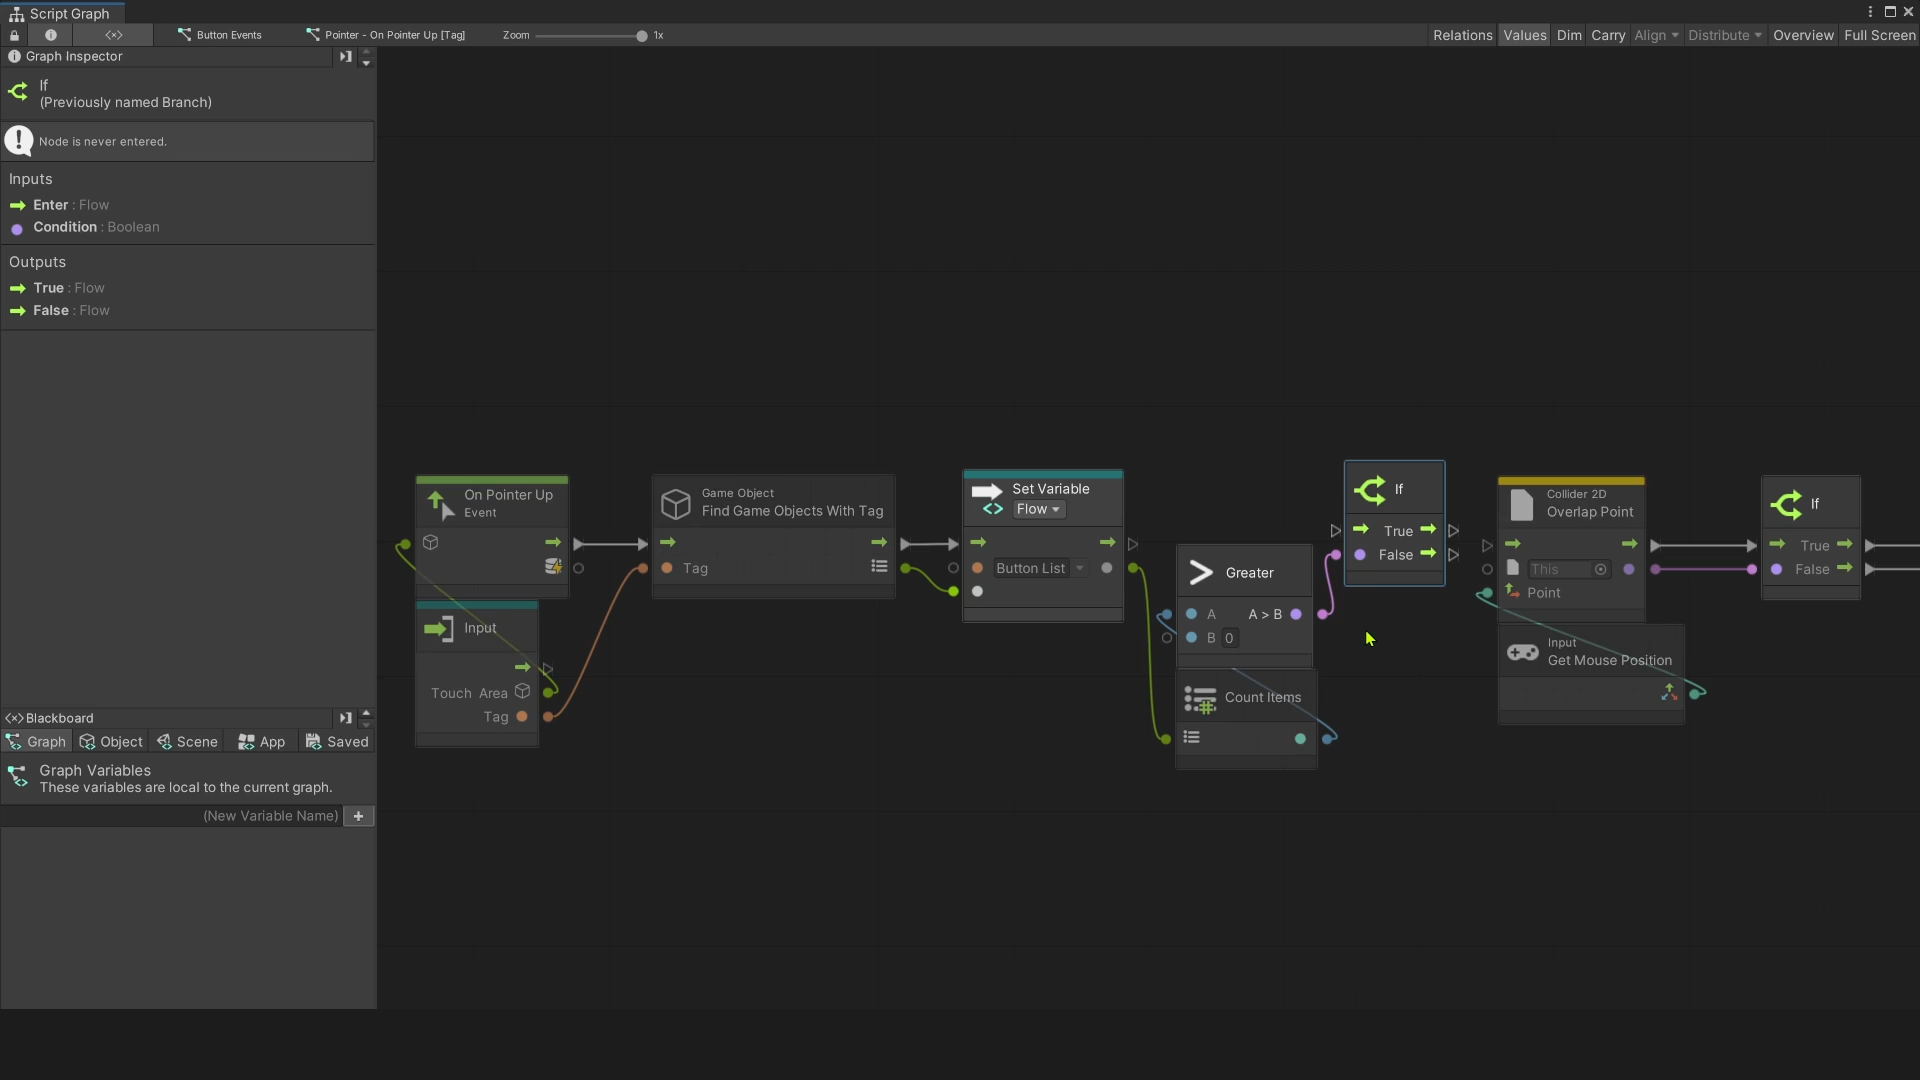 Script Graph
Button Events
Pointer - On Pointer Up [Tag]
Zoom
1x
Relations
Values
Dim
Carry
Align
Distribute
Overview
Full Screen
Graph Inspector
If
(Previously named Branch)
Node is never entered.
Inputs
Enter : Flow
Condition : Boolean
Outputs
True : Flow
False : Flow
Blackboard
Graph
Object
Scene
App
Saved
Graph Variables
These variables are local to the current graph.
(New Variable Name)
+
On Pointer Up
Event
Input
Touch Area
Tag
Game Object
Find Game Objects With Tag
Tag
Set Variable
Flow
Button List
Greater
A
A > B
B 0
Count Items
If
True
False
Collider 2D
Overlap Point
This
Point
Input
Get Mouse Position
If
True
False